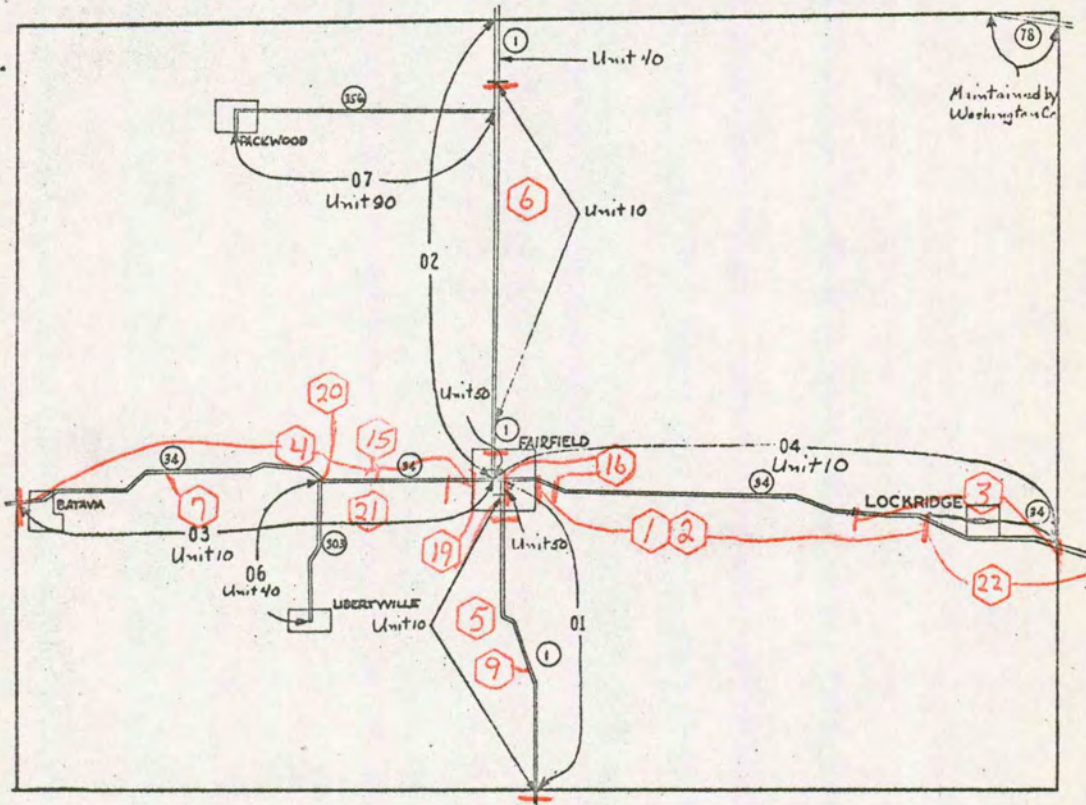 1
Unit 40
78
Maintained by
Washington Co
356
PACKWOOD
07
Unit 90
6
Unit 10
02
20
Unit 50
1
FAIRFIELD
4
15
34
16
04
Unit 10
34
BATAVIA
7
21
34
LOCKRIDGE
3
34
03
Unit 10
19
Unit 50
1
2
22
06
Unit 40
303
LIBERTYVILLE
Unit 10
5
01
9
1